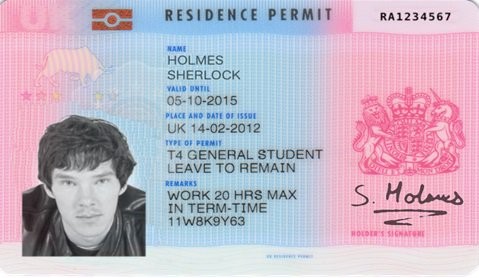 RESIDENCE PERMIT
RA1234567
NAME
HOLMES
SHERLOCK
VALID UNTIL
05-10-2015
PLACE AND DATE OF ISSUE
UK 14-02-2012
TYPE OF PERMIT
T4 GENERAL STUDENT
LEAVE TO REMAIN
REMARKS
WORK 20 HRS MAX
IN TERM-TIME
11W8K9Y63
S. Holmes
HOLDER'S SIGNATURE
UK RESIDENCE PERMIT